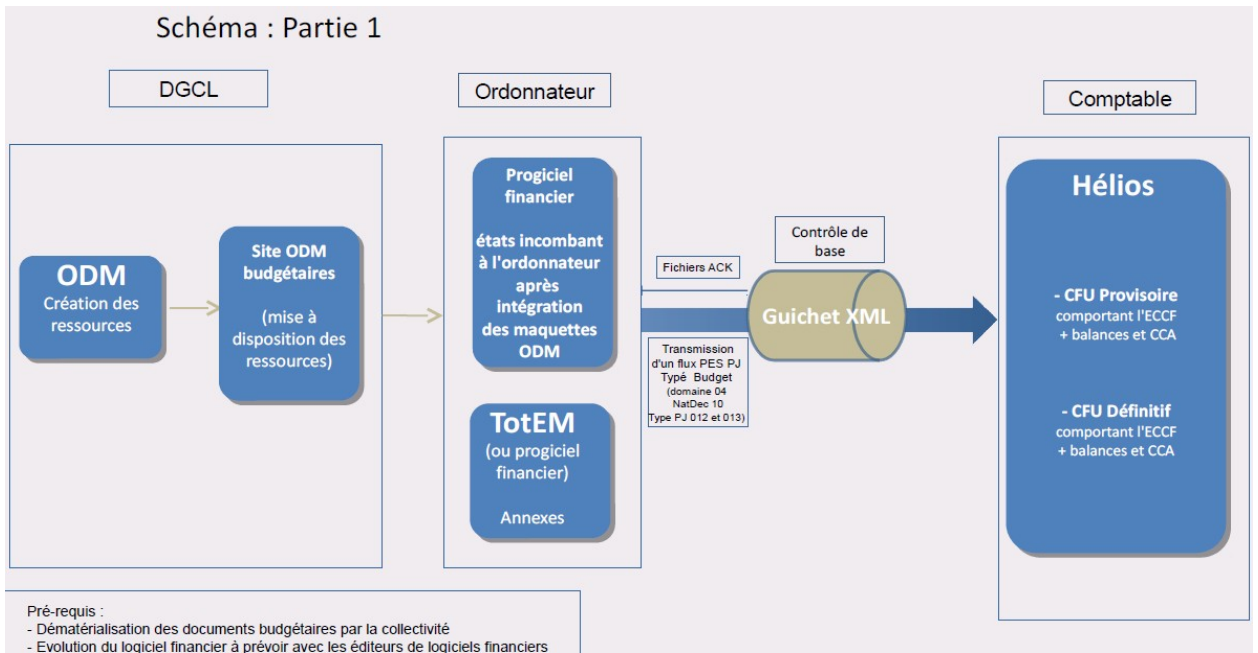 Schéma : Partie 1
DGCL
Ordonnateur
Comptable
ODM
Création des
ressources
Site ODM
budgétaires
(mise à
disposition des
ressources)
Progiciel
financier
états incombant
à l'ordonnateur
après
intégration
des maquettes
ODM
TotEM
(ou progiciel
financier)
Annexes
Fichiers ACK
Transmission
d'un flux PES PJ
Typé Budget
(domaine 04
NatDec 10
Type PJ 012 et 013)
Contrôle de
base
Guichet XML
Hélios
- CFU Provisoire
comportant l'ECCF
+ balances et CCA
- CFU Définitif
comportant l'ECCF
+ balances et CCA
Pré-requis :
- Dématérialisation des documents budgétaires par la collectivité
- Evolution du logiciel financier à prévoir avec les éditeurs de logiciels financiers